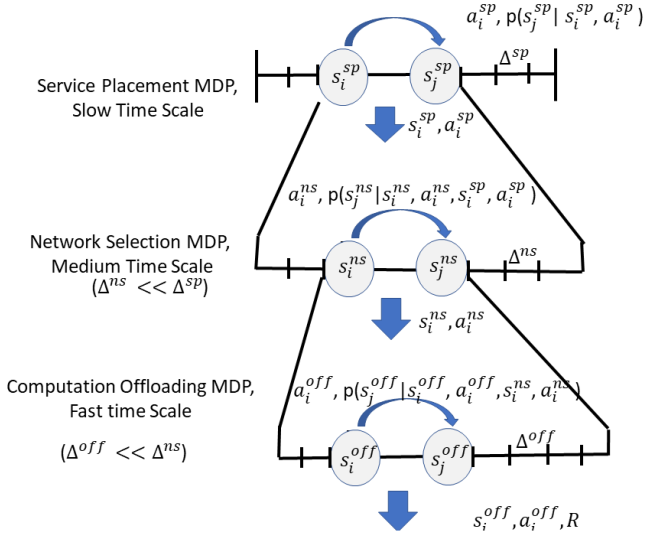 a_i^{sp}, p(s_j^{sp} | s_i^{sp}, a_i^{sp})
Δ^{sp}
s_i^{sp}
s_j^{sp}
Service Placement MDP,
Slow Time Scale
s_i^{sp}, a_i^{sp}
a_i^{ns}, p(s_j^{ns}|s_i^{ns}, a_i^{ns}, s_i^{sp}, a_i^{sp})
Network Selection MDP,
Medium Time Scale
(Δ^{ns} << Δ^{sp})
s_i^{ns}
s_j^{ns}
Δ^{ns}
s_i^{ns}, a_i^{ns}
Computation Offloading MDP,
Fast time Scale
(Δ^{off} << Δ^{ns})
a_i^{off}, p(s_j^{off}|s_i^{off}, a_i^{off}, s_i^{ns}, a_i^{ns})
s_i^{off}
s_j^{off}
Δ^{off}
s_i^{off}, a_i^{off}, R